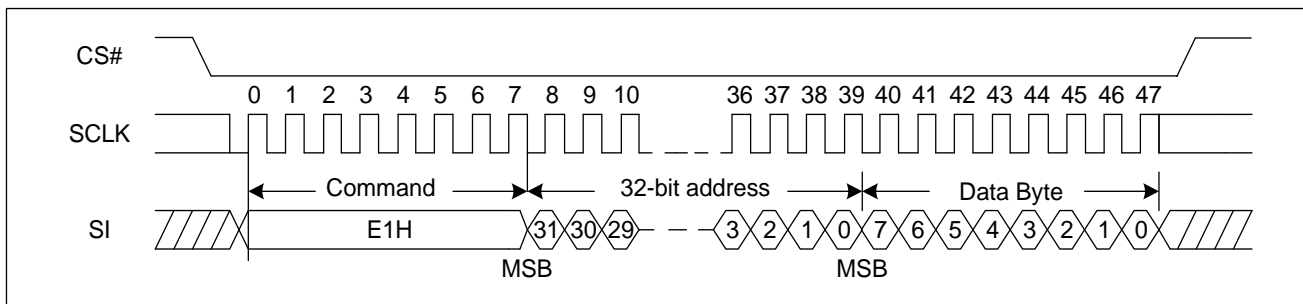 CS#
0 1 2 3 4 5 6 7 8 9 10 36 37 38 39 40 41 42 43 44 45 46 47
SCLK
Command 32-bit address Data Byte
SI E1H 31 30 29 3 2 1 0 7 6 5 4 3 2 1 0
MSB MSB